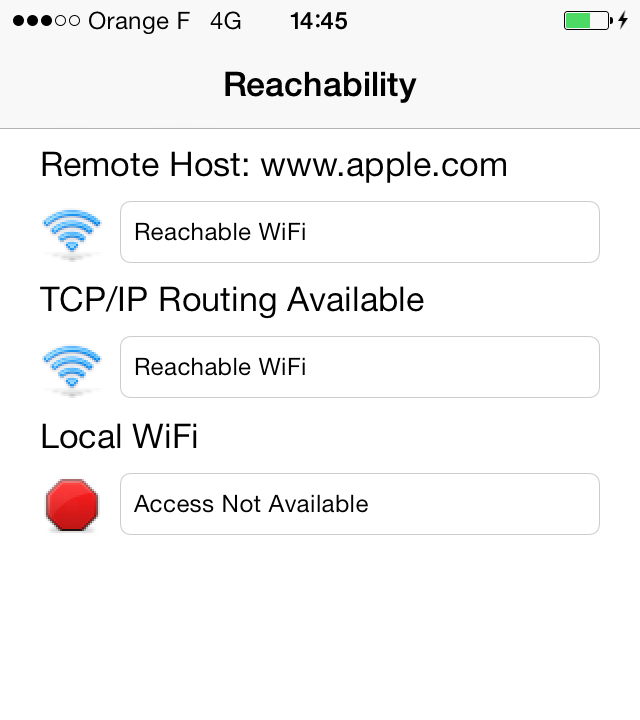 ●●●○○ Orange F 4G 14:45
Reachability
Remote Host: www.apple.com
Reachable WiFi
TCP/IP Routing Available
Reachable WiFi
Local WiFi
Access Not Available